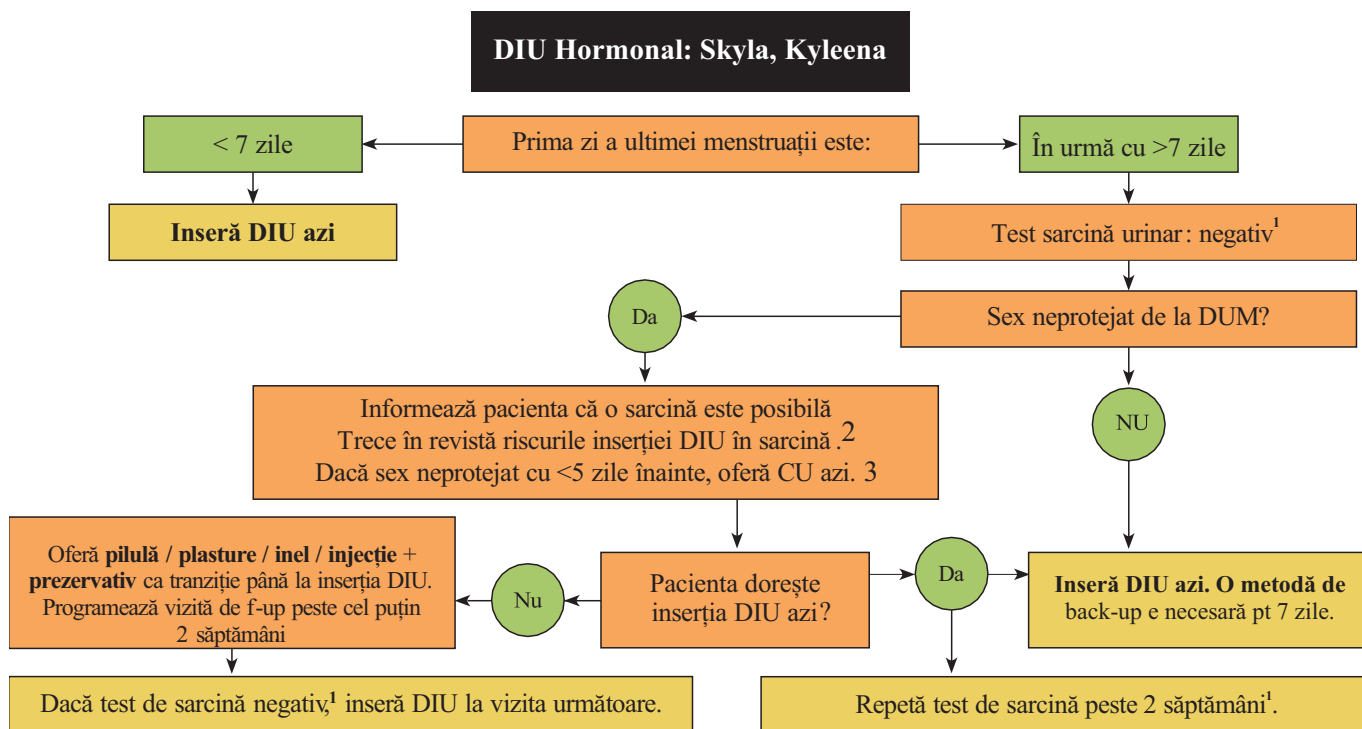 DIU Hormonal: Skyla, Kyleena
< 7 zile
Prima zi a ultimei menstruații este:
În urmă cu >7 zile
Inseră DIU azi
Test sarcină urinar: negativ¹
Da
Sex neprotejat de la DUM?
Informează pacienta că o sarcină este posibilă
Trece în revistă riscurile inserției DIU în sarcină .2
Dacă sex neprotejat cu <5 zile înainte, oferă CU azi. 3
NU
Oferă pilulă / plasture / inel / injecție +
prezervativ ca tranziție până la inserția DIU.
Programează vizită de f-up peste cel puțin
2 săptămâni
Nu
Pacienta dorește
inserția DIU azi?
Da
Inseră DIU azi. O metodă de
back-up e necesară pt 7 zile.
Dacă test de sarcină negativ,¹ inseră DIU la vizita următoare.
Repetă test de sarcină peste 2 săptămâni¹.